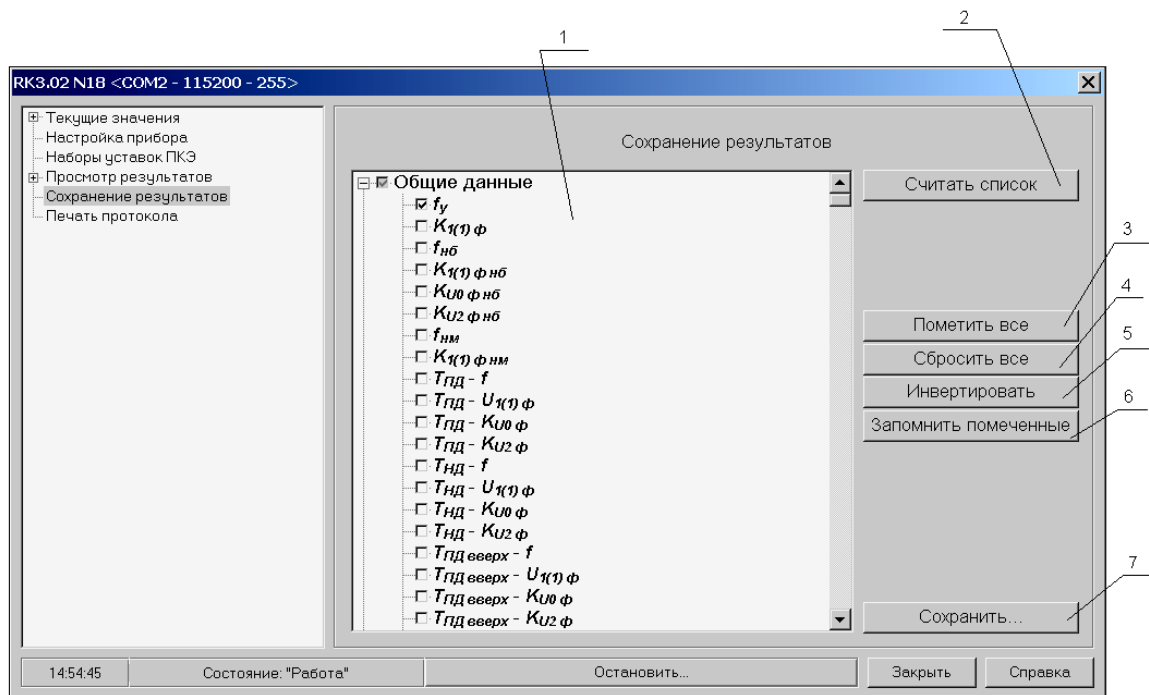 1
2
RK3.02 N18 <COM2 - 115200 - 255>
Текущие значения
Настройка прибора
Наборы уставок ПКЭ
Просмотр результатов
Сохранение результатов
Печать протокола
Сохранение результатов
Общие данные
fу
K1(1) ф
fнб
K1(1) ф нб
KU0 ф нб
KU2 ф нб
fнм
K1(1) ф нм
TПД - f
TПД - U1(1) ф
TПД - KU0 ф
TПД - KU2 ф
TНД - f
TНД - U1(1) ф
TНД - KU0 ф
TНД - KU2 ф
TПД вверх - f
TПД вверх - U1(1) ф
TПД вверх - KU0 ф
TПД вверх - KU2 ф
Считать список
3
Пометить все
4
Сбросить все
5
Инвертировать
6
Запомнить помеченные
7
Сохранить...
14:54:45
Состояние: "Работа"
Остановить...
Закрыть
Справка